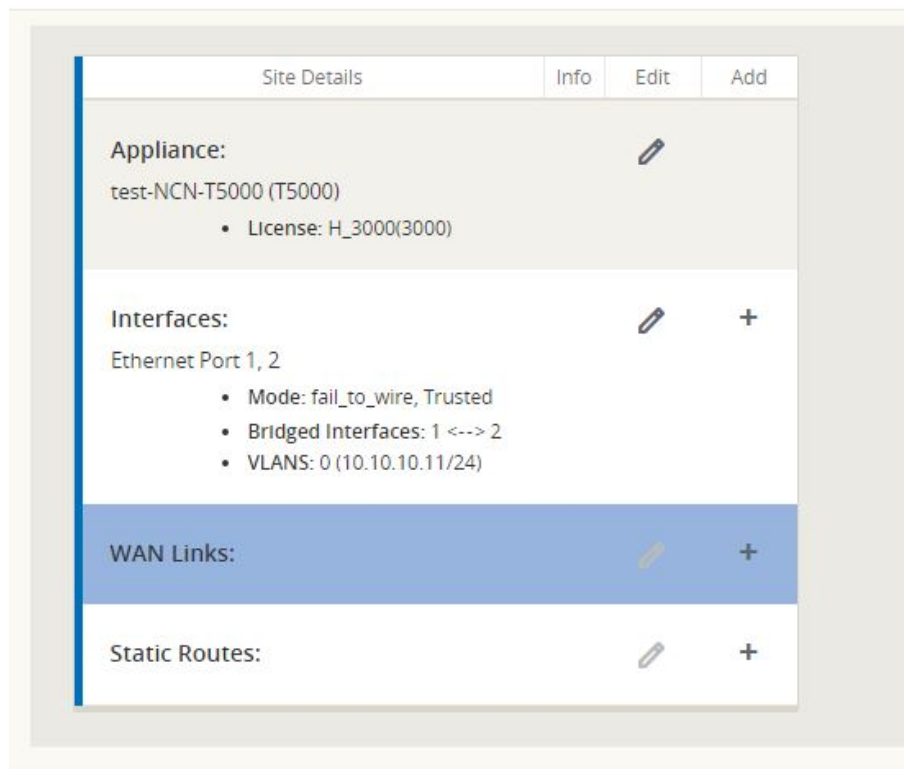 Site Details Info Edit Add
Appliance:
test-NCN-T5000 (T5000)
• License: H_3000(3000)
Interfaces:
Ethernet Port 1, 2
• Mode: fail_to_wire, Trusted
• Bridged Interfaces: 1 <--> 2
• VLANS: 0 (10.10.10.11/24)
WAN Links:
Static Routes: